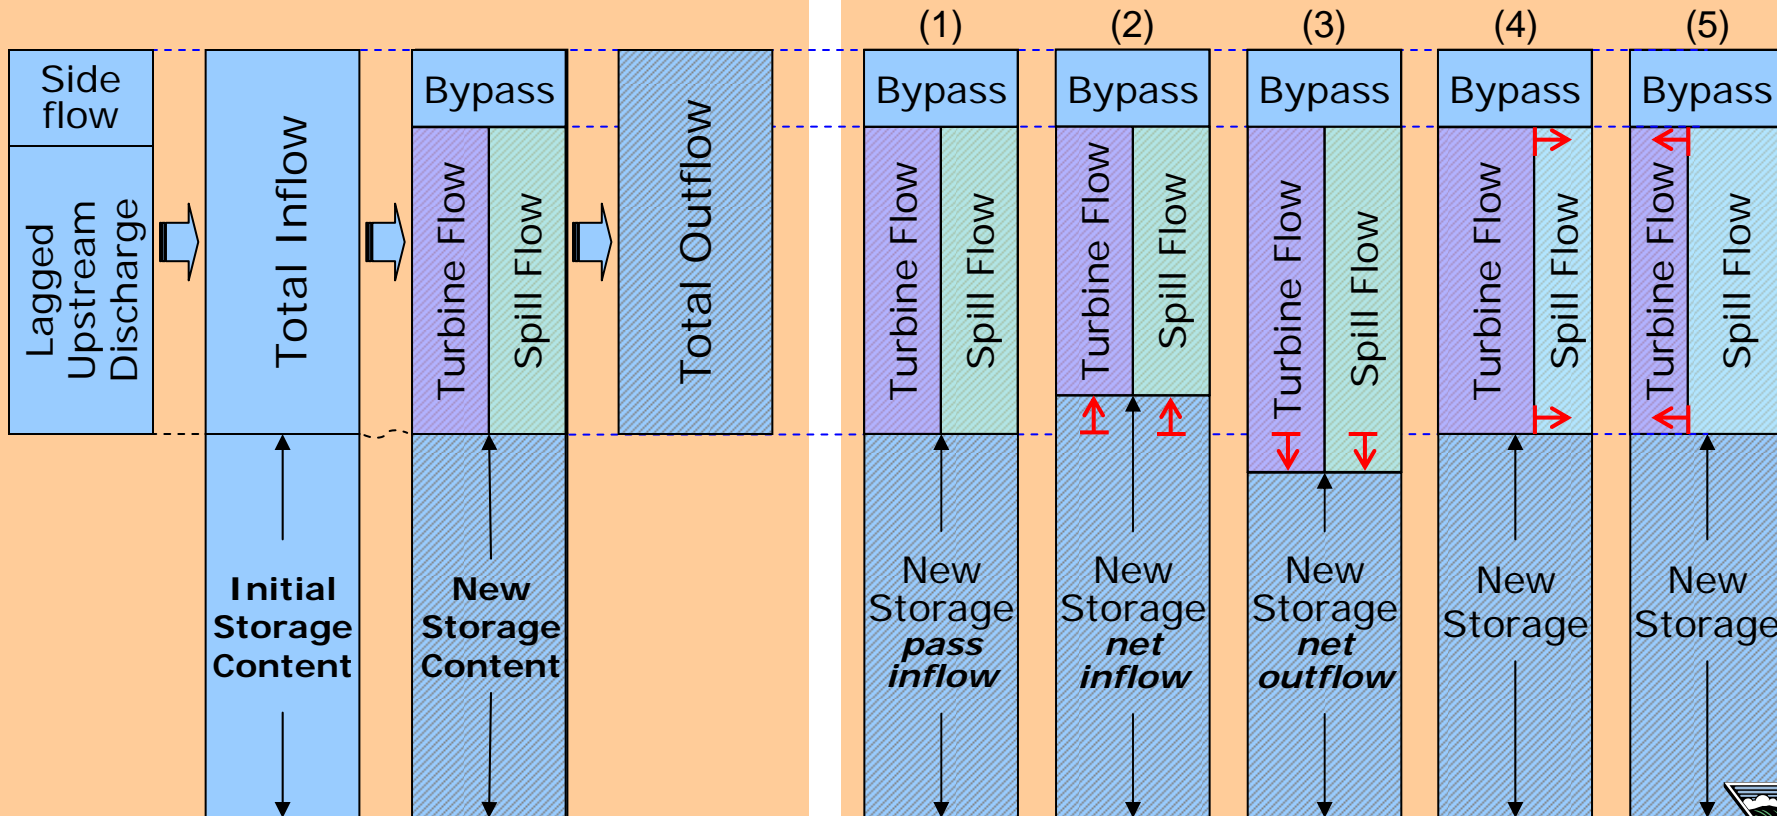 Side
flow
Lagged
Upstream
Discharge
Total Inflow
Initial
Storage
Content
Bypass
Turbine Flow
Spill Flow
New
Storage
Content
Total Outflow
(1)
Bypass
Turbine Flow
Spill Flow
New
Storage
pass
inflow
(2)
Bypass
Turbine Flow
Spill Flow
New
Storage
net
inflow
(3)
Bypass
Turbine Flow
Spill Flow
New
Storage
net
outflow
(4)
Bypass
Turbine Flow
Spill Flow
New
Storage
(5)
Bypass
Turbine Flow
Spill Flow
New
Storage